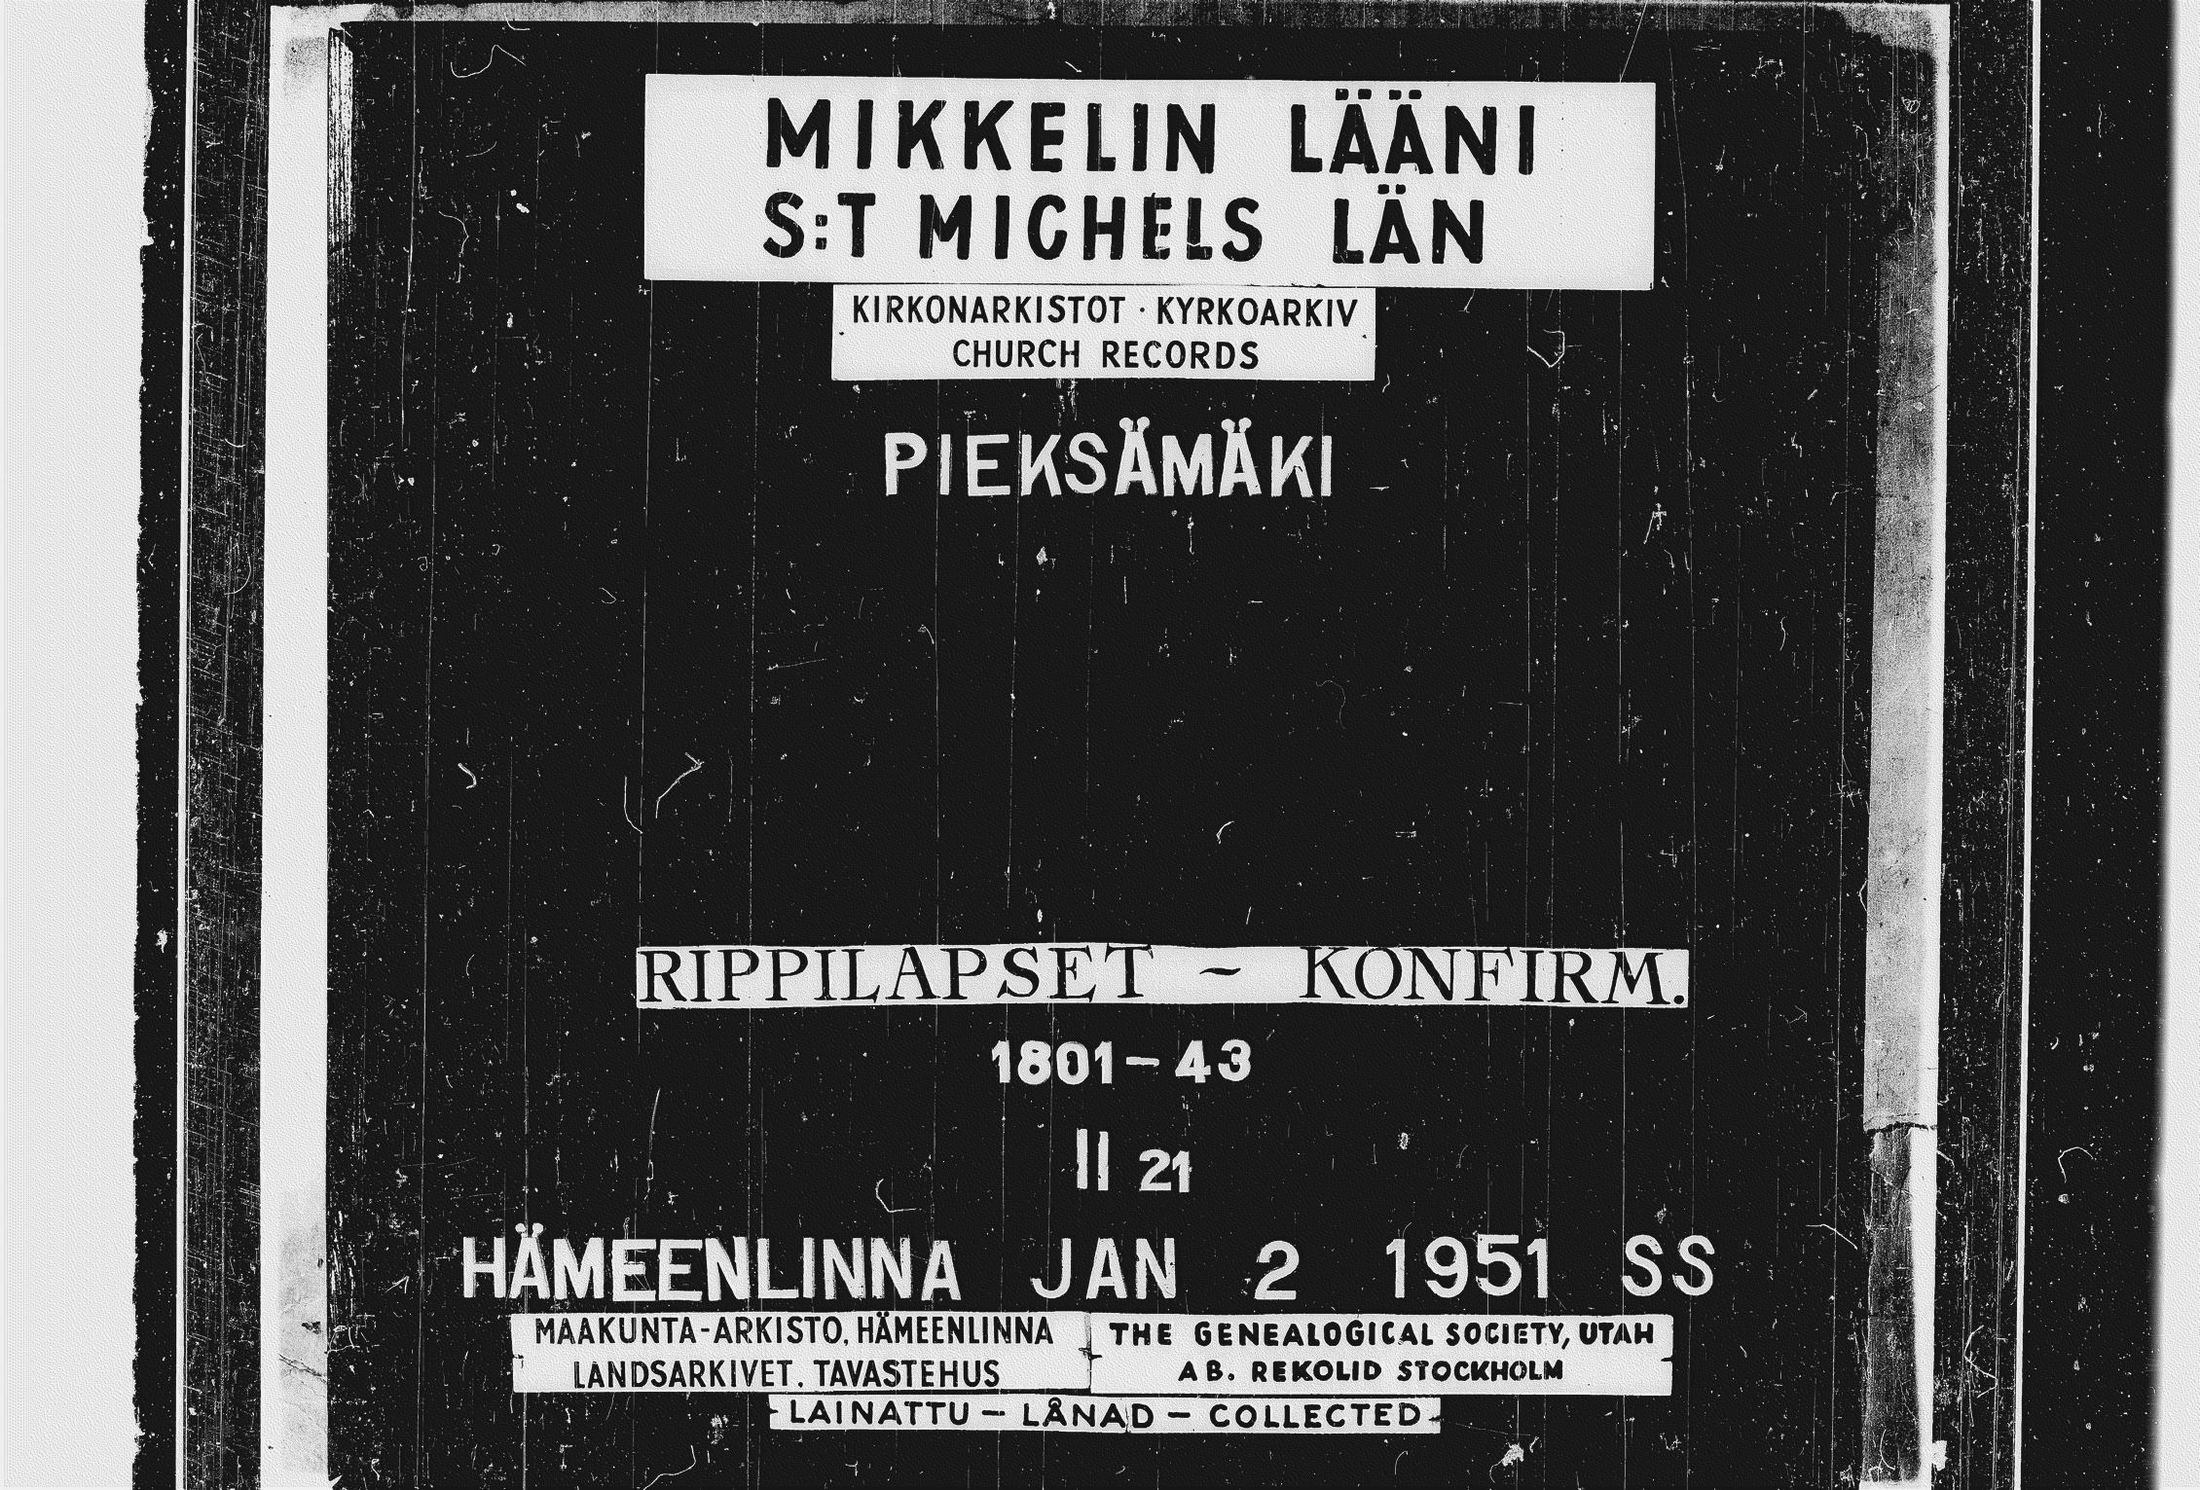 MIKKELIN LÄÄNI
S:T MICHELS LÄN
KIRKONARKISTOT · KYRKOARKIV
CHURCH RECORDS
PIEKSÄMÄKI
RIPPILAPSET - KONFIRM.
1801-43
II 21
HÄMEENLINNA JAN 2 1951 SS
MAAKUNTA-ARKISTO, HÄMEENLINNA
LANDSARKIVET, TAVASTEHUS
THE GENEALOGICAL SOCIETY, UTAH
AB. REKOLID STOCKHOLM
LAINATTU - LÅNAD - COLLECTED